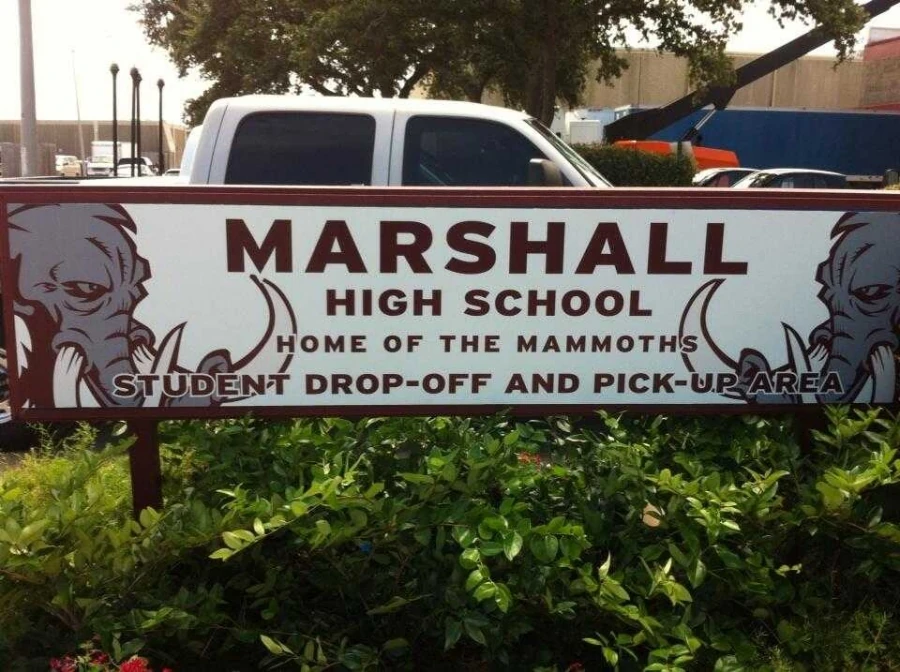 MARSHALL
HIGH SCHOOL
HOME OF THE MAMMOTHS
STUDENT DROP-OFF AND PICK-UP AREA